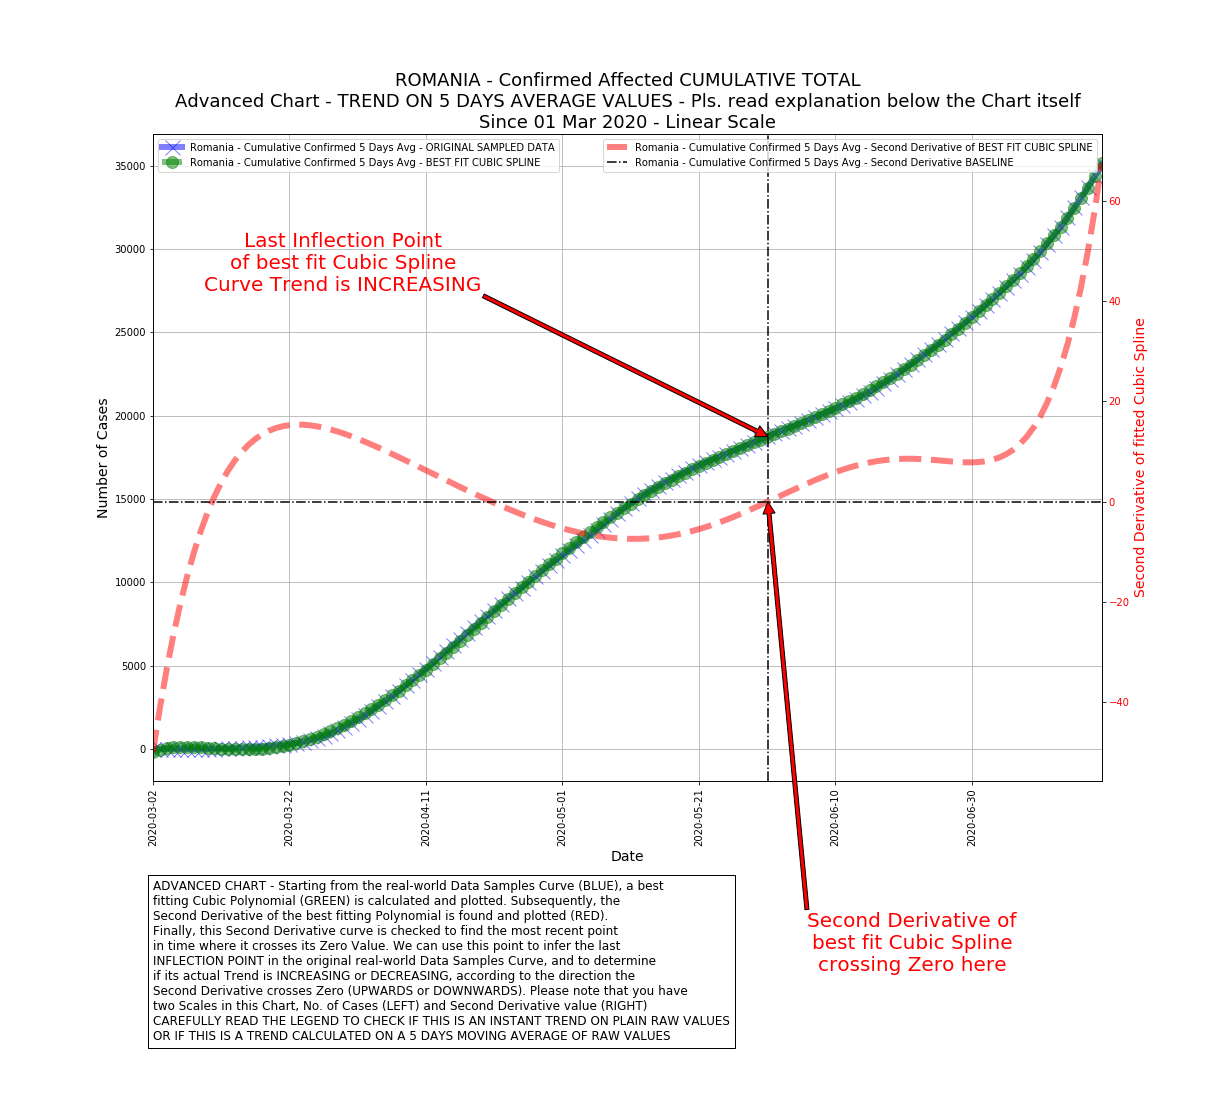 ROMANIA - Confirmed Affected CUMULATIVE TOTAL
Advanced Chart - TREND ON 5 DAYS AVERAGE VALUES - Pls. read explanation below the Chart itself
Since 01 Mar 2020 - Linear Scale
Romania - Cumulative Confirmed 5 Days Avg - ORIGINAL SAMPLED DATA
Romania - Cumulative Confirmed 5 Days Avg - BEST FIT CUBIC SPLINE
Romania - Cumulative Confirmed 5 Days Avg - Second Derivative of BEST FIT CUBIC SPLINE
Romania - Cumulative Confirmed 5 Days Avg - Second Derivative BASELINE
Last Inflection Point
of best fit Cubic Spline
Curve Trend is INCREASING
Number of Cases
35000
30000
25000
20000
15000
10000
5000
0
60
40
20
0
−20
−40
Second Derivative of fitted Cubic Spline
2020-03-02
2020-03-22
2020-04-11
2020-05-01
2020-05-21
2020-06-10
2020-06-30
Date
Second Derivative of
best fit Cubic Spline
crossing Zero here
ADVANCED CHART - Starting from the real-world Data Samples Curve (BLUE), a best
fitting Cubic Polynomial (GREEN) is calculated and plotted. Subsequently, the
Second Derivative of the best fitting Polynomial is found and plotted (RED).
Finally, this Second Derivative curve is checked to find the most recent point
in time where it crosses its Zero Value. We can use this point to infer the last
INFLECTION POINT in the original real-world Data Samples Curve, and to determine
if its actual Trend is INCREASING or DECREASING, according to the direction the
Second Derivative crosses Zero (UPWARDS or DOWNWARDS). Please note that you have
two Scales in this Chart, No. of Cases (LEFT) and Second Derivative value (RIGHT)
CAREFULLY READ THE LEGEND TO CHECK IF THIS IS AN INSTANT TREND ON PLAIN RAW VALUES
OR IF THIS IS A TREND CALCULATED ON A 5 DAYS MOVING AVERAGE OF RAW VALUES